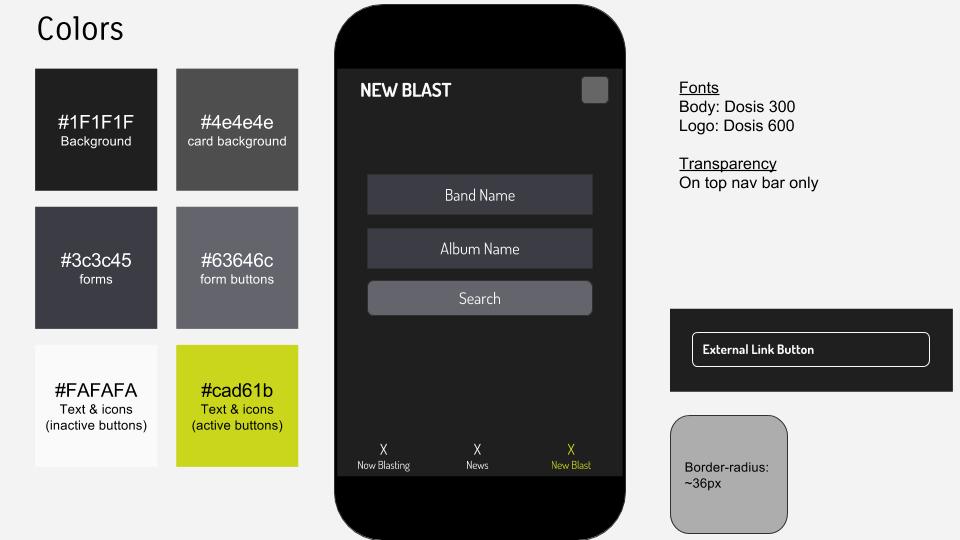 Colors
#1F1F1F
Background
#4e4e4e
card background
#3c3c45
forms
#63646c
form buttons
#FAFAFA
Text & icons
(inactive buttons)
#cad61b
Text & icons
(active buttons)
NEW BLAST
Band Name
Album Name
Search
X
Now Blasting
X
News
X
New Blast
Fonts
Body: Dosis 300
Logo: Dosis 600
Transparency
On top nav bar only
External Link Button
Border-radius:
~36px